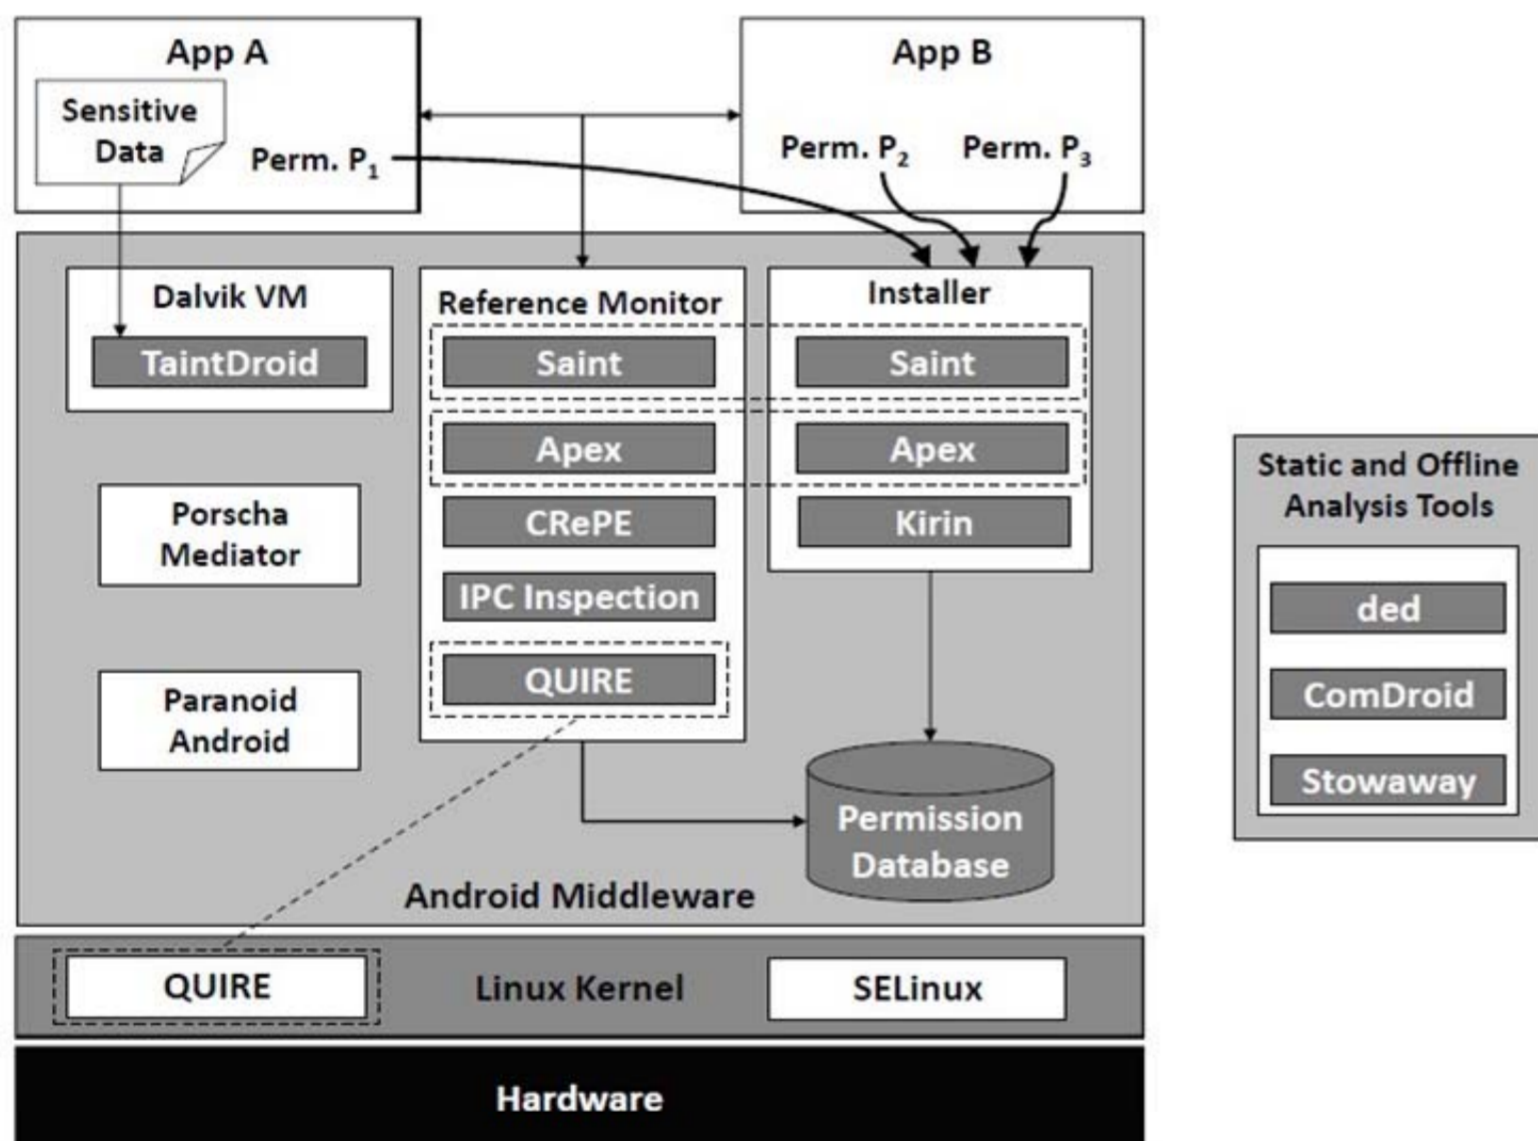 App A
Sensitive
Data
Perm. P1
App B
Perm. P2 Perm. P3
Dalvik VM
TaintDroid
Porscha
Mediator
Paranoid
Android
Reference Monitor
Saint
Apex
CRePE
IPC Inspection
QUIRE
Installer
Saint
Apex
Kirin
Permission
Database
Android Middleware
QUIRE
Linux Kernel
SELinux
Hardware
Static and Offline
Analysis Tools
ded
ComDroid
Stowaway